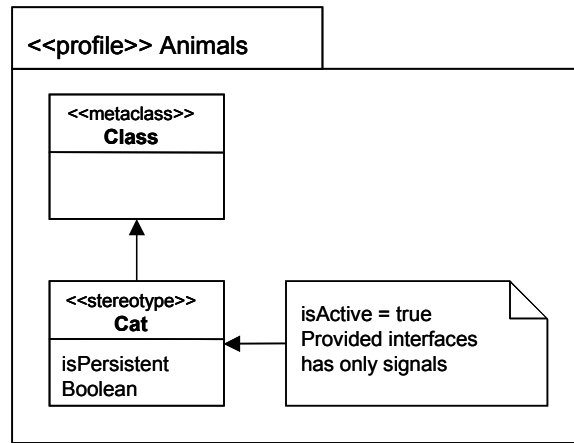 <<profile>> Animals
<<metaclass>>
Class
<<stereotype>>
Cat
isPersistent
Boolean
isActive = true
Provided interfaces
has only signals